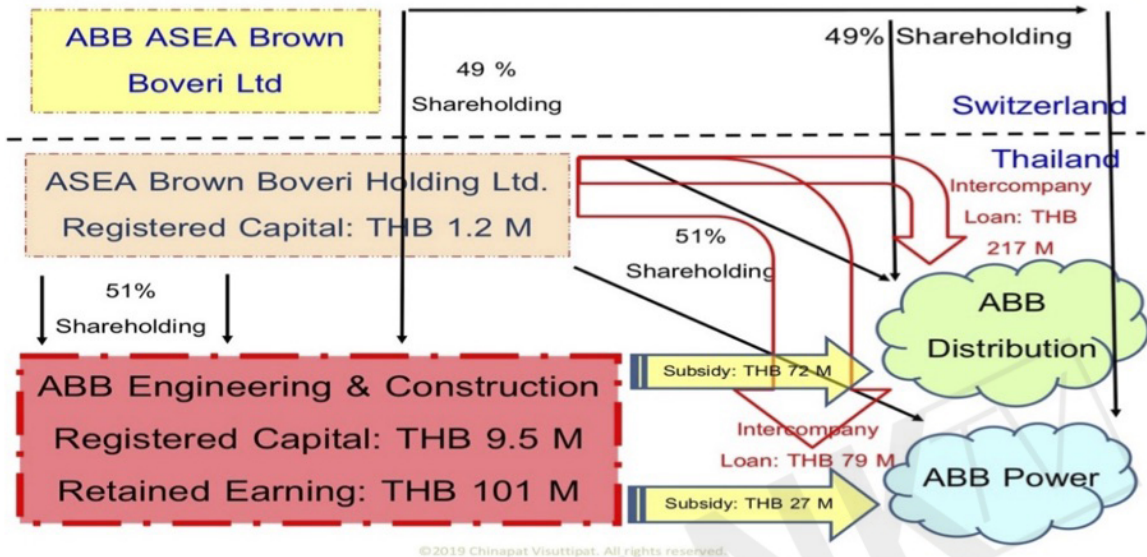 ABB ASEA Brown
Boveri Ltd
49 %
Shareholding
49% Shareholding
Switzerland
Thailand
ASEA Brown Boveri Holding Ltd.
Registered Capital: THB 1.2 M
Intercompany
Loan: THB
217 M
51%
Shareholding
51%
Shareholding
ABB
Distribution
ABB Engineering & Construction
Registered Capital: THB 9.5 M
Retained Earning: THB 101 M
Subsidy: THB 72 M
Intercompany
Loan: THB 79 M
ABB Power
Subsidy: THB 27 M
©2019 Chinapat Visuttipat. All rights reserved.